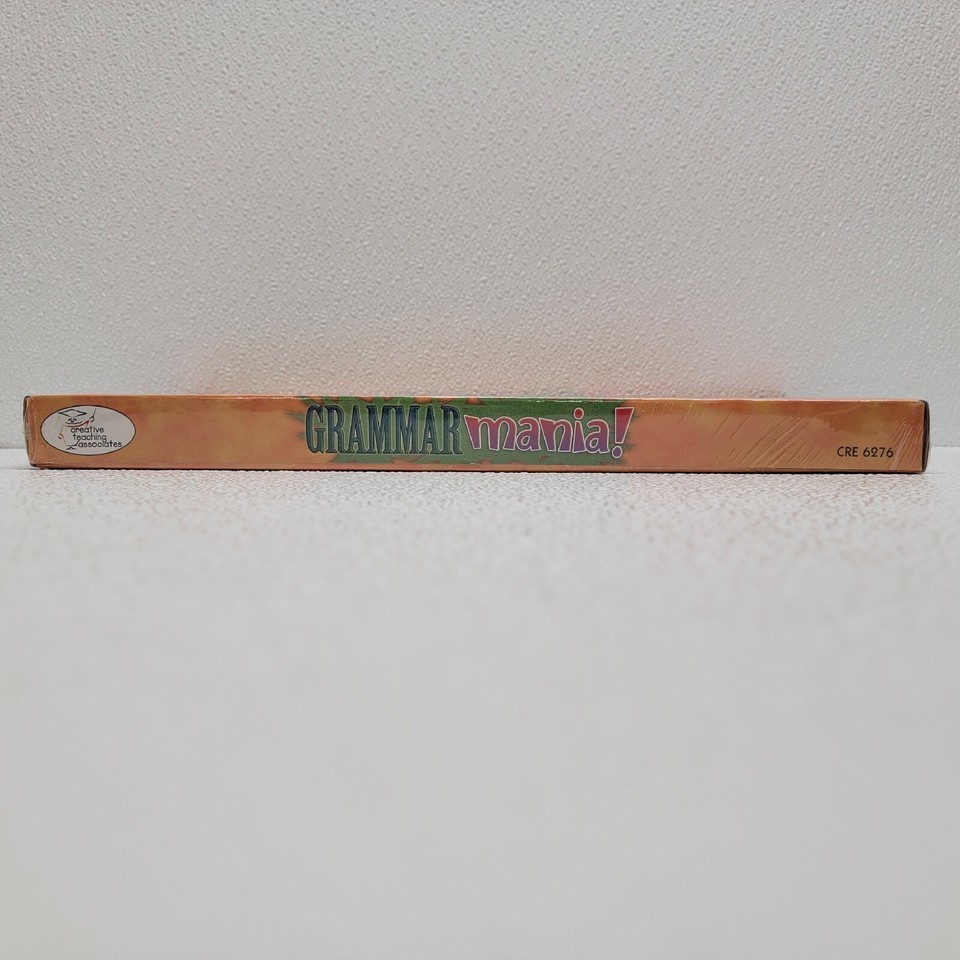 creative
teaching
associates
GRAMMAR mania!
CRE 6276